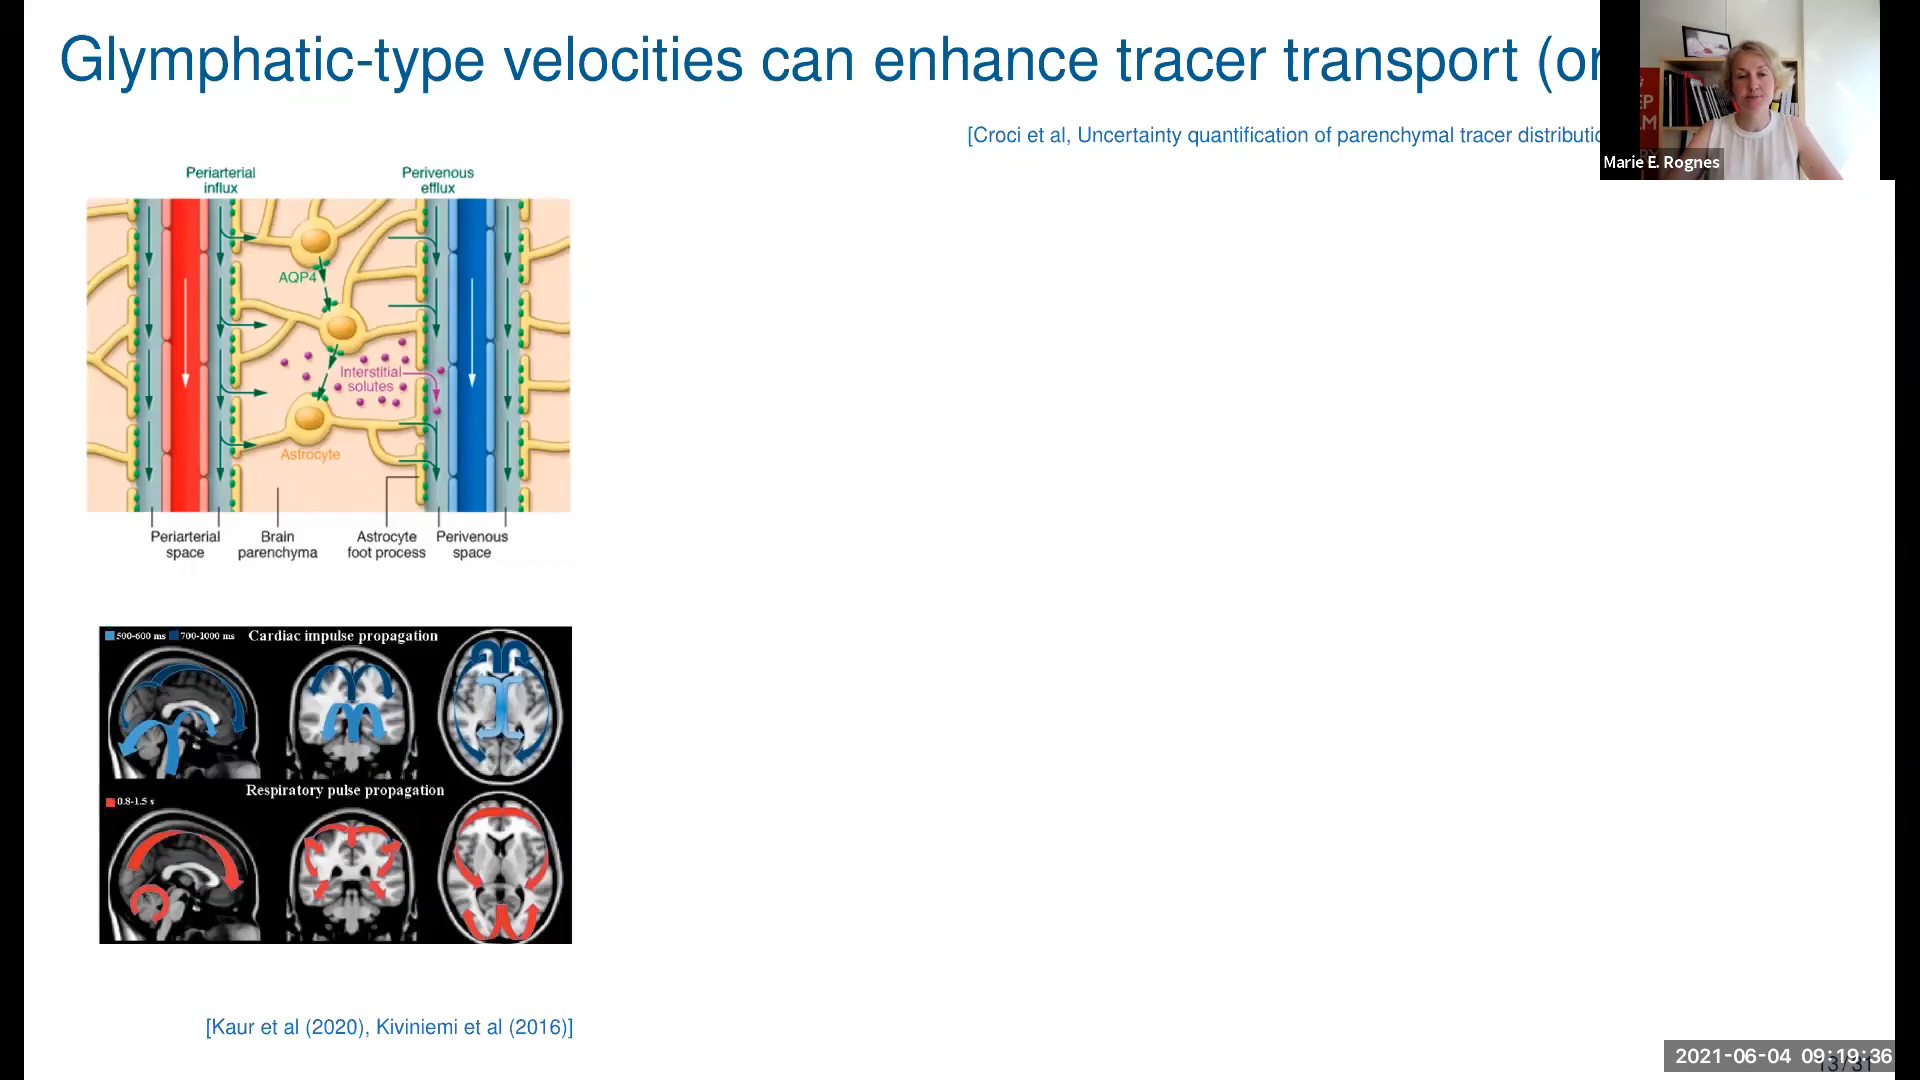 Glymphatic-type velocities can enhance tracer transport (or
[Croci et al, Uncertainty quantification of parenchymal tracer distributio
Marie E. Rognes
Periarterial
influx
Perivenous
efflux
AQP4
Interstitial
solutes
Astrocyte
Periarterial
space
Brain
parenchyma
Astrocyte
foot process
Perivenous
space
500-600 ms 700-1000 ms Cardiac impulse propagation
Respiratory pulse propagation
0.8-1.5 s
[Kaur et al (2020), Kiviniemi et al (2016)]
2021-06-04 09:19:36
13/31